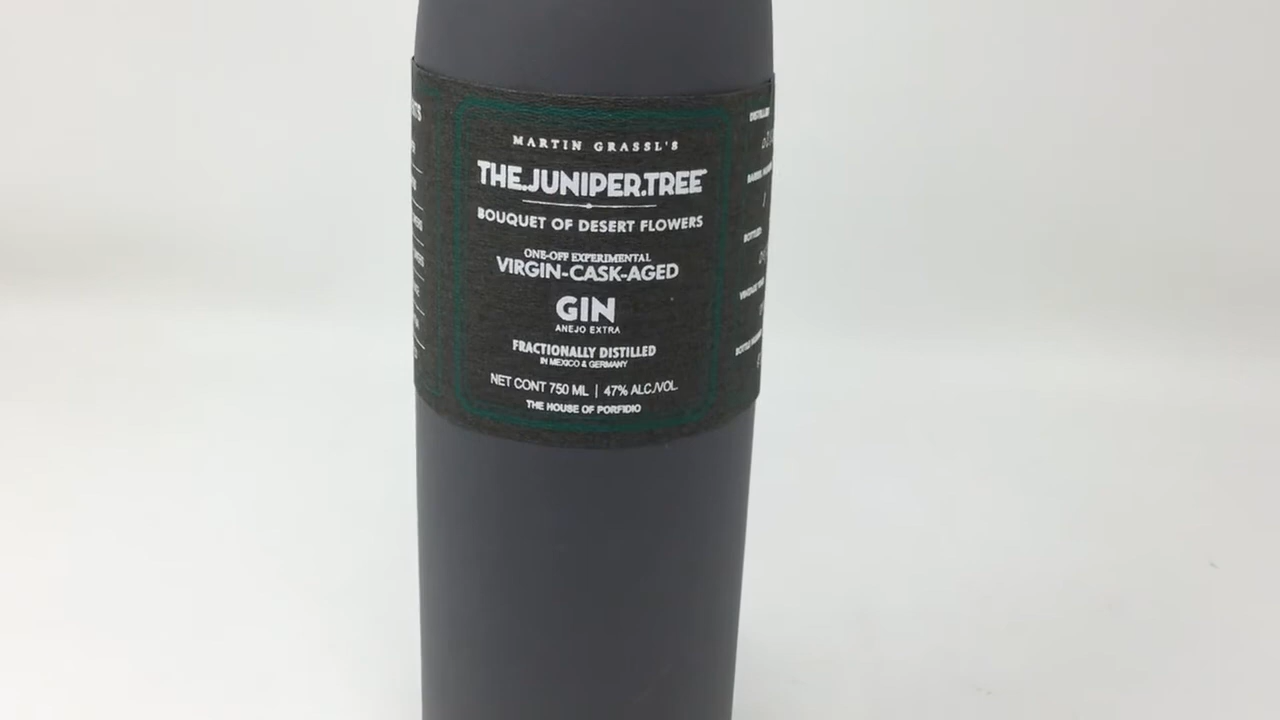 MARTIN GRASSL'S
THE.JUNIPER.TREE
BOUQUET OF DESERT FLOWERS
ONE-OFF EXPERIMENTAL
VIRGIN-CASK-AGED
GIN
ANEJO EXTRA
FRACTIONALLY DISTILLED
IN MEXICO & GERMANY
NET CONT 750 ML | 47% ALC./VOL
THE HOUSE OF PORFIDIO